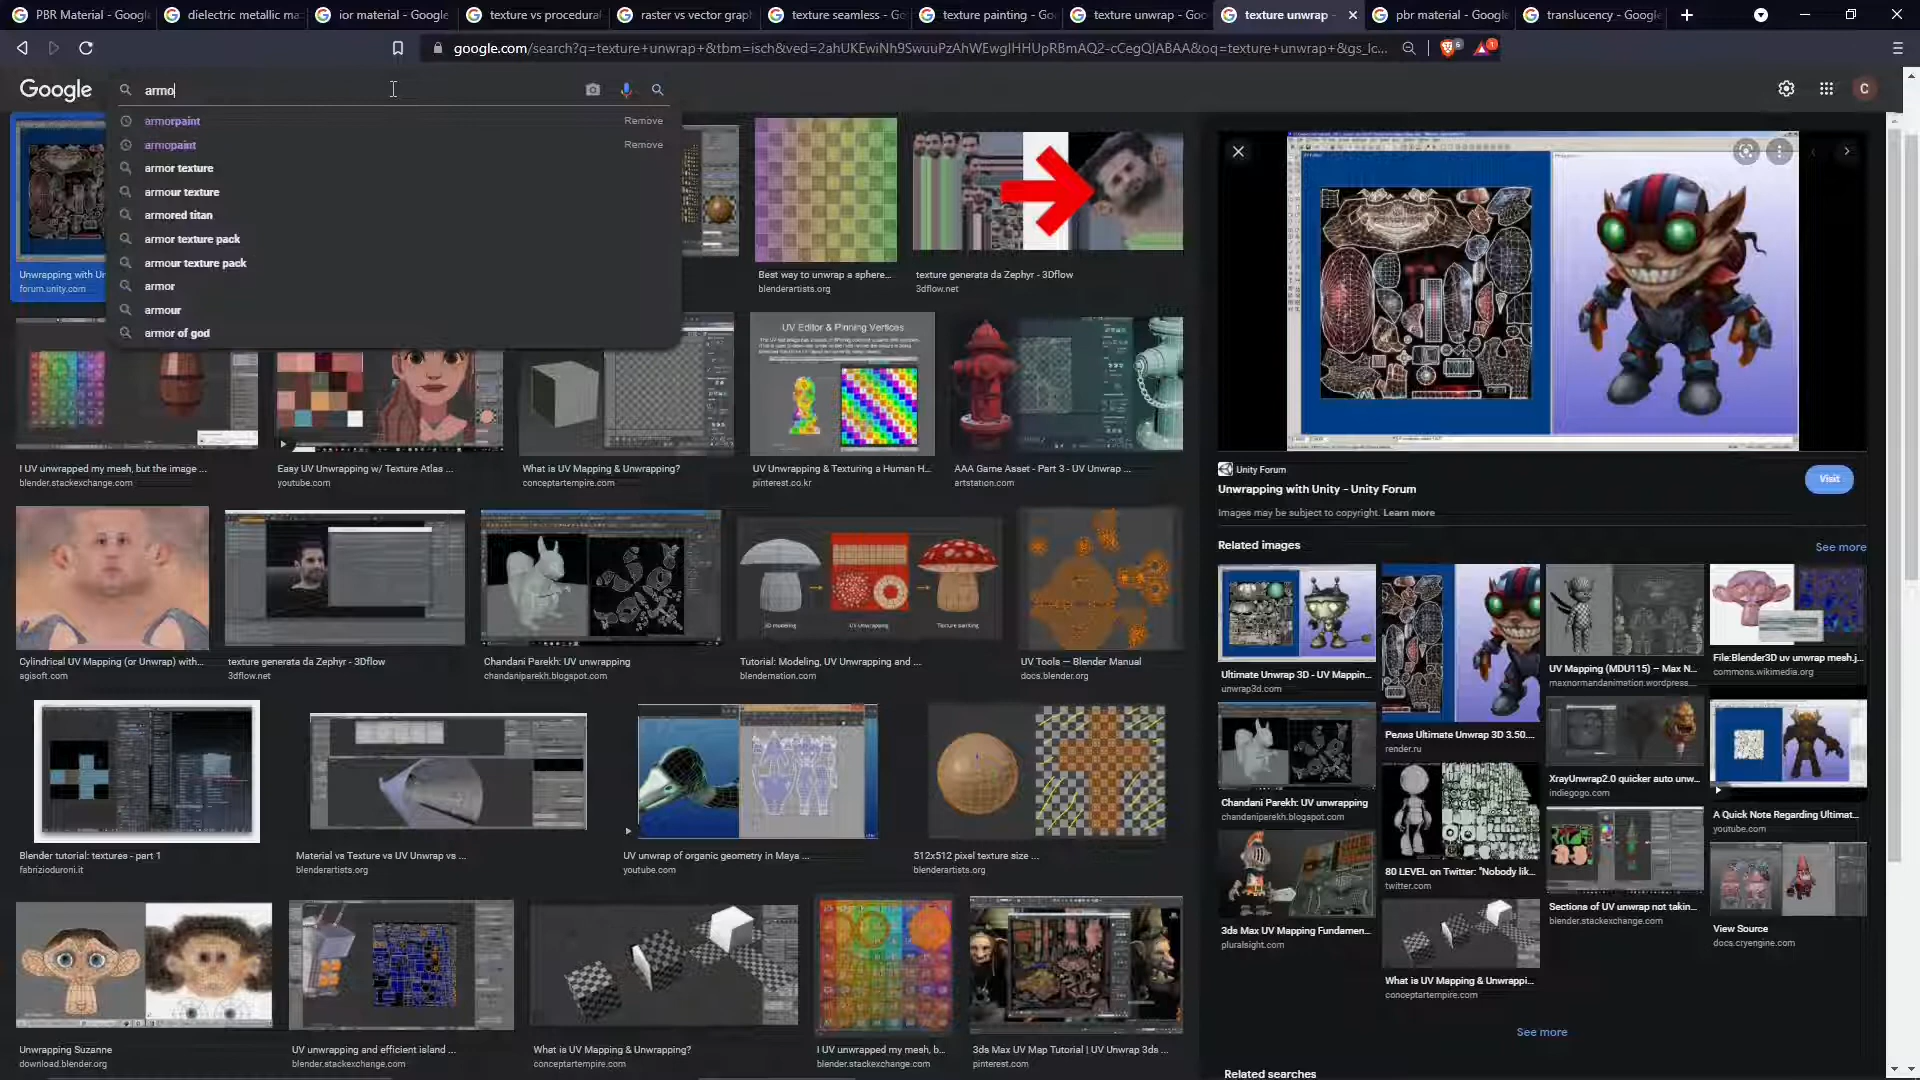 PBR Material - Google
dielectric metallic ma
ior material - Google
texture vs procedural
raster vs vector grap
texture seamless - Go
texture painting - Go
texture unwrap - Goo
texture unwrap -
pbr material - Google
translucency - Google
google.com/search?q=texture+unwrap+&tbm=isch&ved=2ahUKEwiNh9SwuuPzAhWEwgIHHUpRBmAQ2-cCegQIABAA&oq=texture+unwrap+&gs_lc...
Google
armo
C
armorpaint
Remove
armopaint
Remove
armor texture
armour texture
armored titan
armor texture pack
armour texture pack
armor
armour
armor of god
Unwrapping with Un
forum.unity.com
Best way to unwrap a sphere...
blenderartists.org
texture generata da Zephyr - 3Dflow
3dflow.net
UV Editor & Pinning Vertices
I UV unwrapped my mesh, but the image ...
blender.stackexchange.com
Easy UV Unwrapping w/ Texture Atlas ...
youtube.com
What is UV Mapping & Unwrapping?
conceptartempire.com
UV Unwrapping & Texturing a Human H...
pinterest.co.kr
AAA Game Asset - Part 3 - UV Unwrap ...
artstation.com
3D modeling
UV unwrapping
Texture painting
Cylindrical UV Mapping (or Unwrap) with...
agisoft.com
texture generata da Zephyr - 3Dflow
3dflow.net
Chandani Parekh: UV unwrapping
chandaniparekh.blogspot.com
Tutorial: Modeling, UV Unwrapping and ...
blendernation.com
UV Tools — Blender Manual
docs.blender.org
Blender tutorial: textures - part 1
fabrizioduroni.it
Material vs Texture vs UV Unwrap vs ...
blenderartists.org
UV unwrap of organic geometry in Maya ...
youtube.com
512x512 pixel texture size ...
blenderartists.org
Unwrapping Suzanne
download.blender.org
UV unwrapping and efficient island ...
blender.stackexchange.com
What is UV Mapping & Unwrapping?
conceptartempire.com
I UV unwrapped my mesh, b...
blender.stackexchange.com
3ds Max UV Map Tutorial | UV Unwrap 3ds ...
pinterest.com
Unity Forum
Unwrapping with Unity - Unity Forum
Visit
Images may be subject to copyright. Learn more
Related images
See more
Ultimate Unwrap 3D - UV Mappin...
unwrap3d.com
Релиз Ultimate Unwrap 3D 3.50....
render.ru
UV Mapping (MDU115) – Max N...
maxnormandanimation.wordpress...
File:Blender3D uv unwrap mesh.j...
commons.wikimedia.org
Chandani Parekh: UV unwrapping
chandaniparekh.blogspot.com
XrayUnwrap2.0 quicker auto unw...
indiegogo.com
A Quick Note Regarding Ultimat...
youtube.com
80 LEVEL on Twitter: "Nobody lik...
twitter.com
3ds Max UV Mapping Fundamen...
pluralsight.com
Sections of UV unwrap not takin...
blender.stackexchange.com
View Source
docs.cryengine.com
What is UV Mapping & Unwrappi...
conceptartempire.com
See more
Related searches